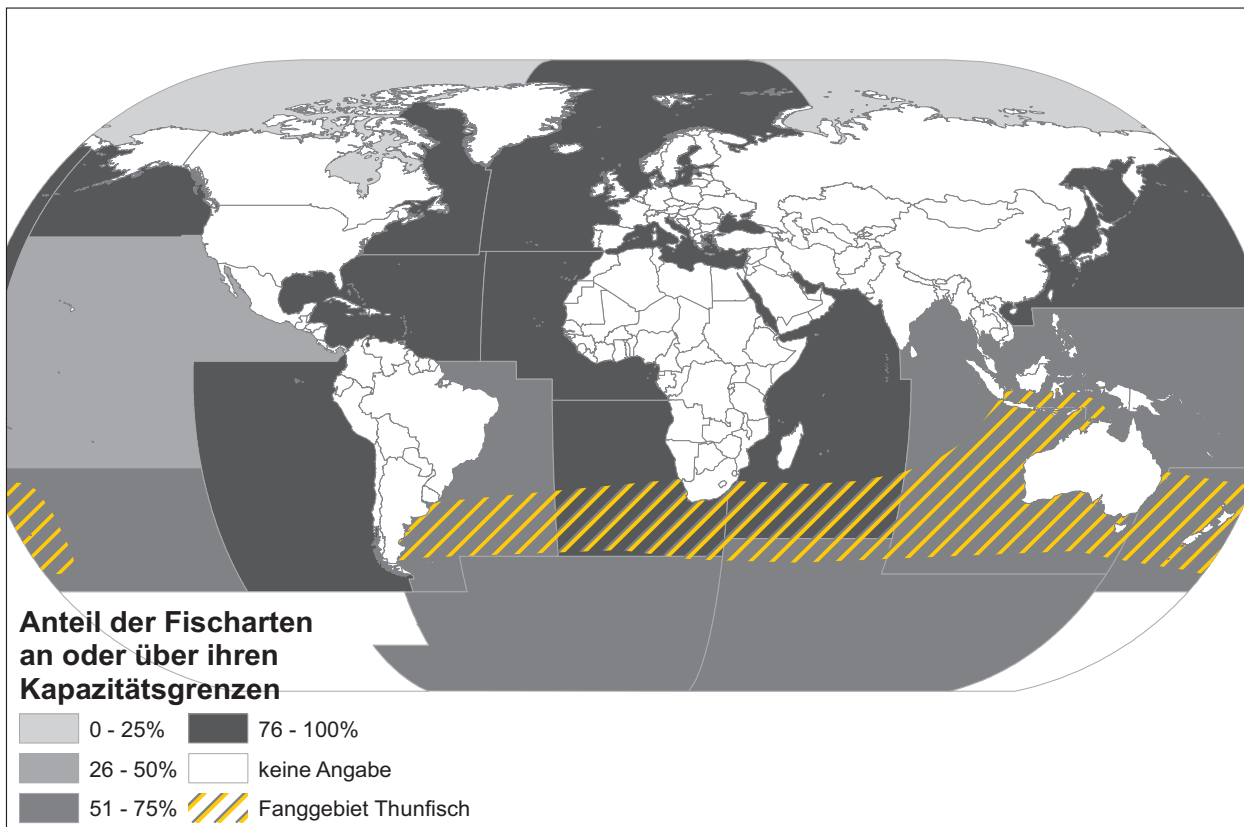 Anteil der Fischarten
an oder über ihren
Kapazitätsgrenzen
0 - 25%
26 - 50%
51 - 75%
76 - 100%
keine Angabe
Fanggebiet Thunfisch